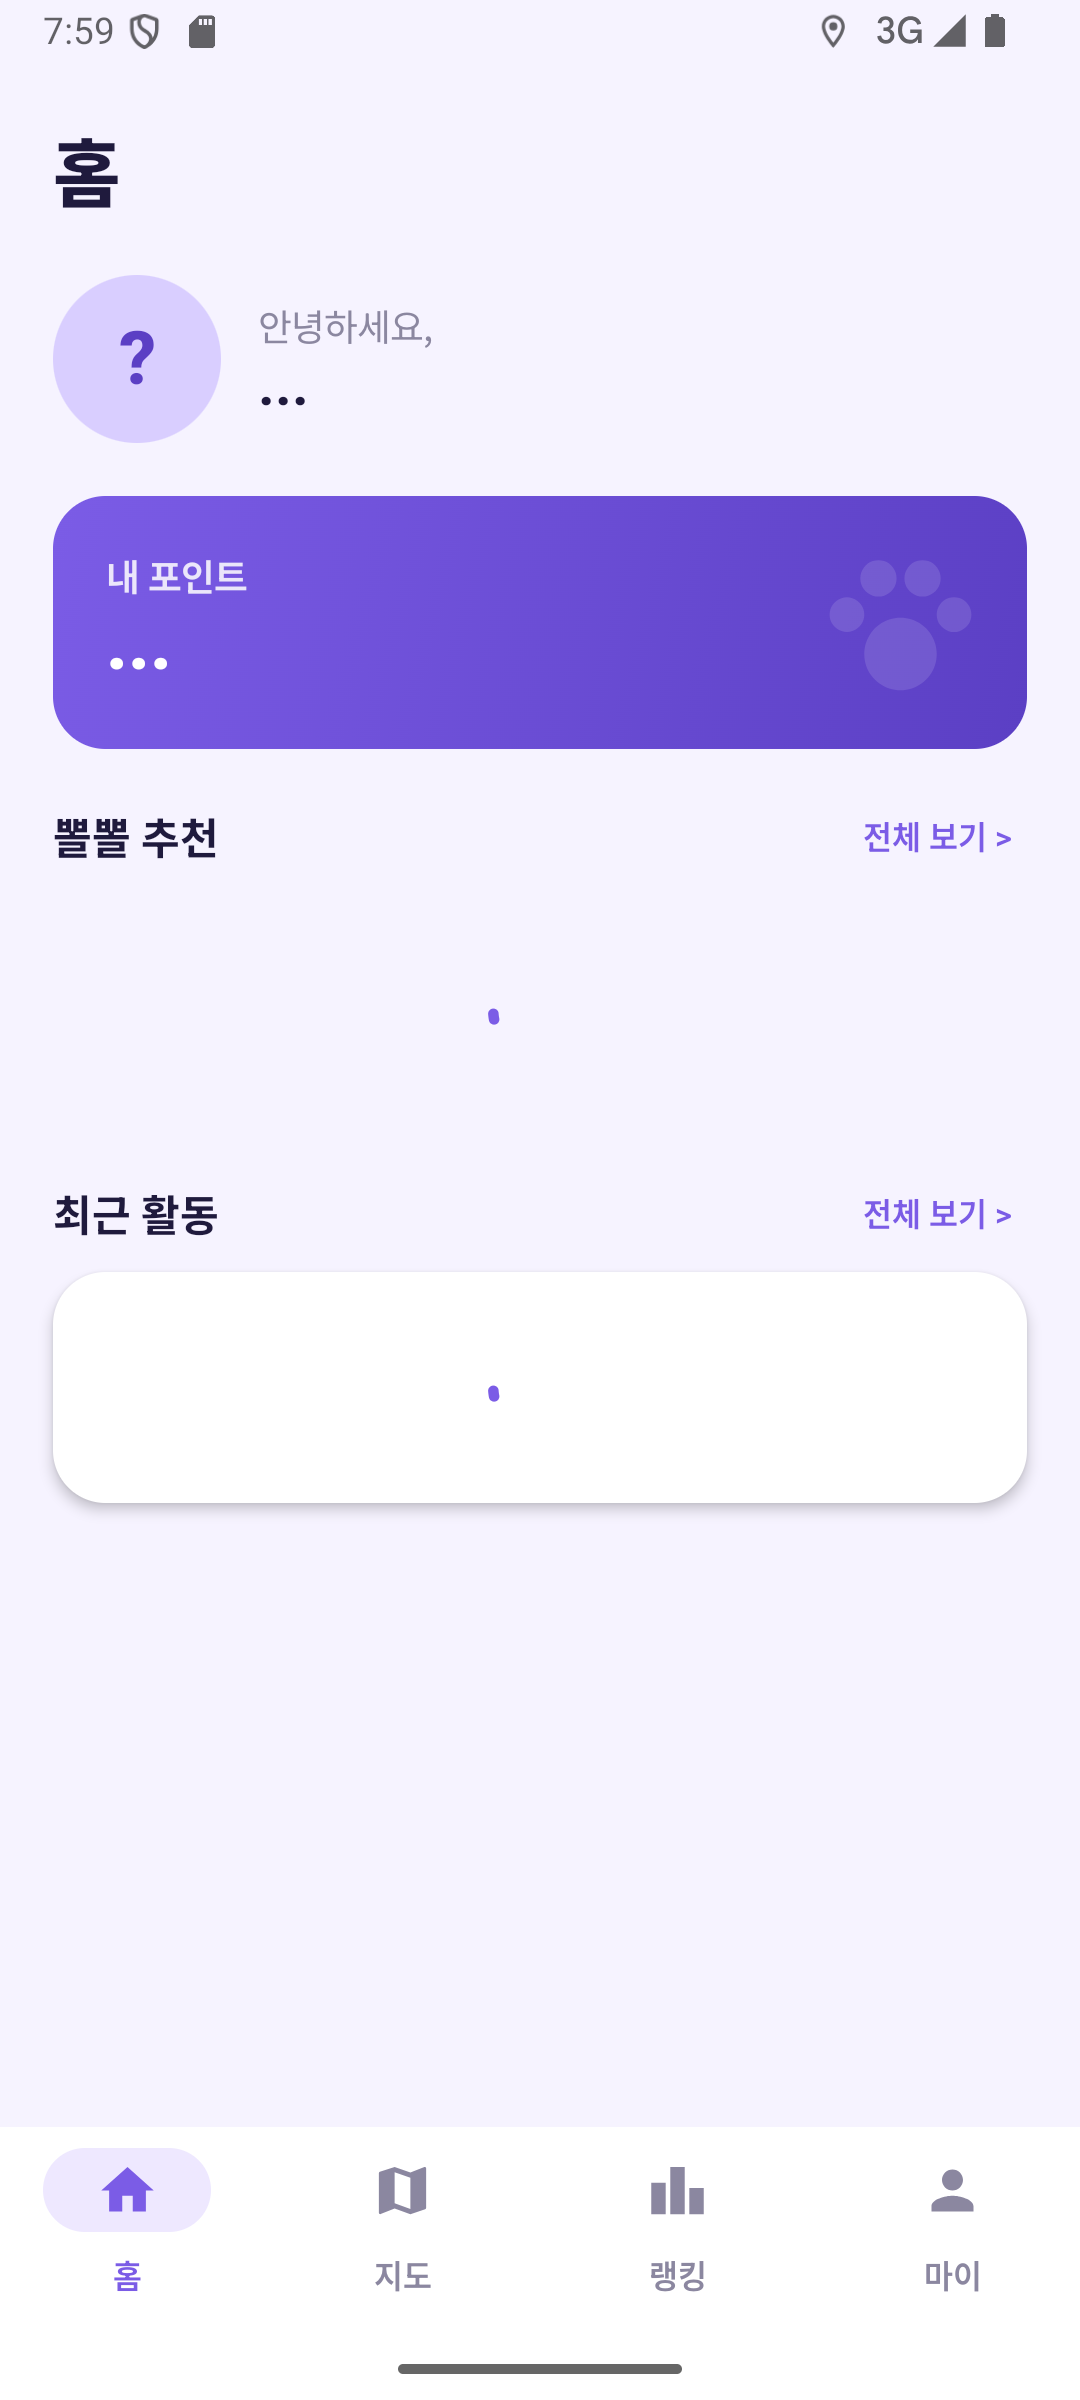 7:59
3G
홈
?
안녕하세요,
...
내 포인트
...
뽈뽈 추천
전체 보기 >
최근 활동
전체 보기 >
홈
지도
랭킹
마이